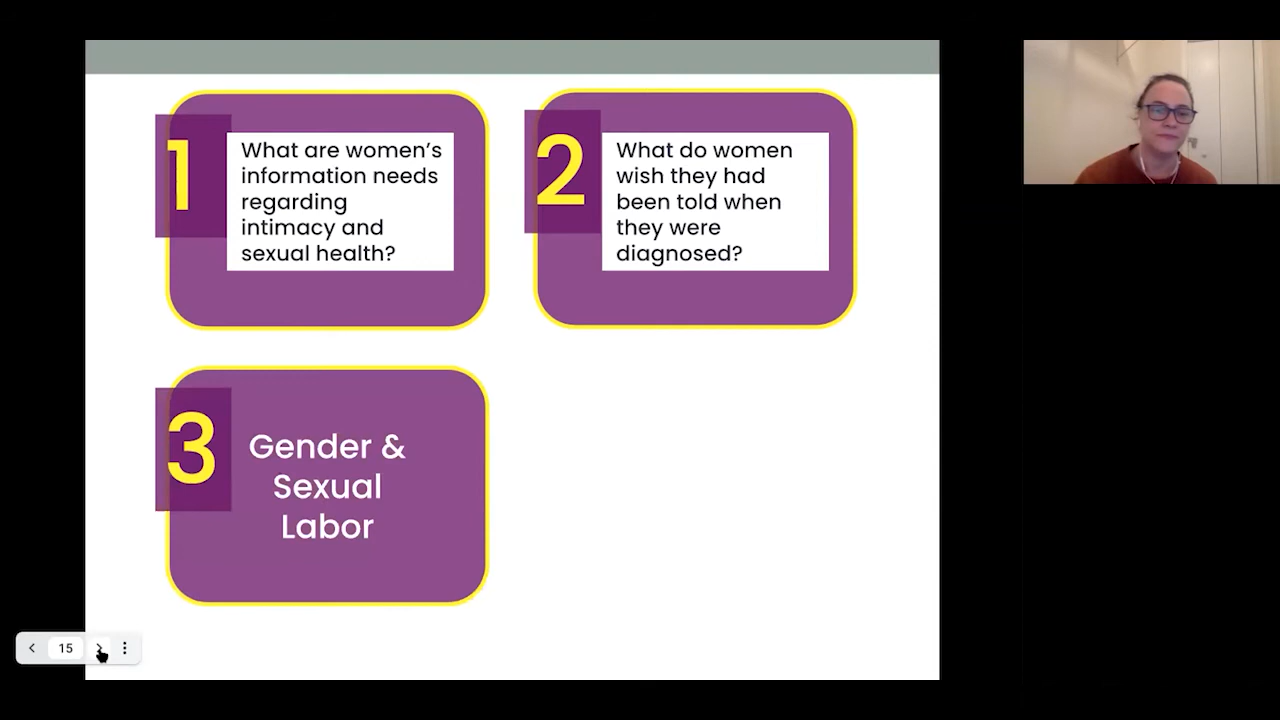 1
What are women's
information needs
regarding
intimacy and
sexual health?
2
What do women
wish they had
been told when
they were
diagnosed?
3
Gender &
Sexual
Labor
15